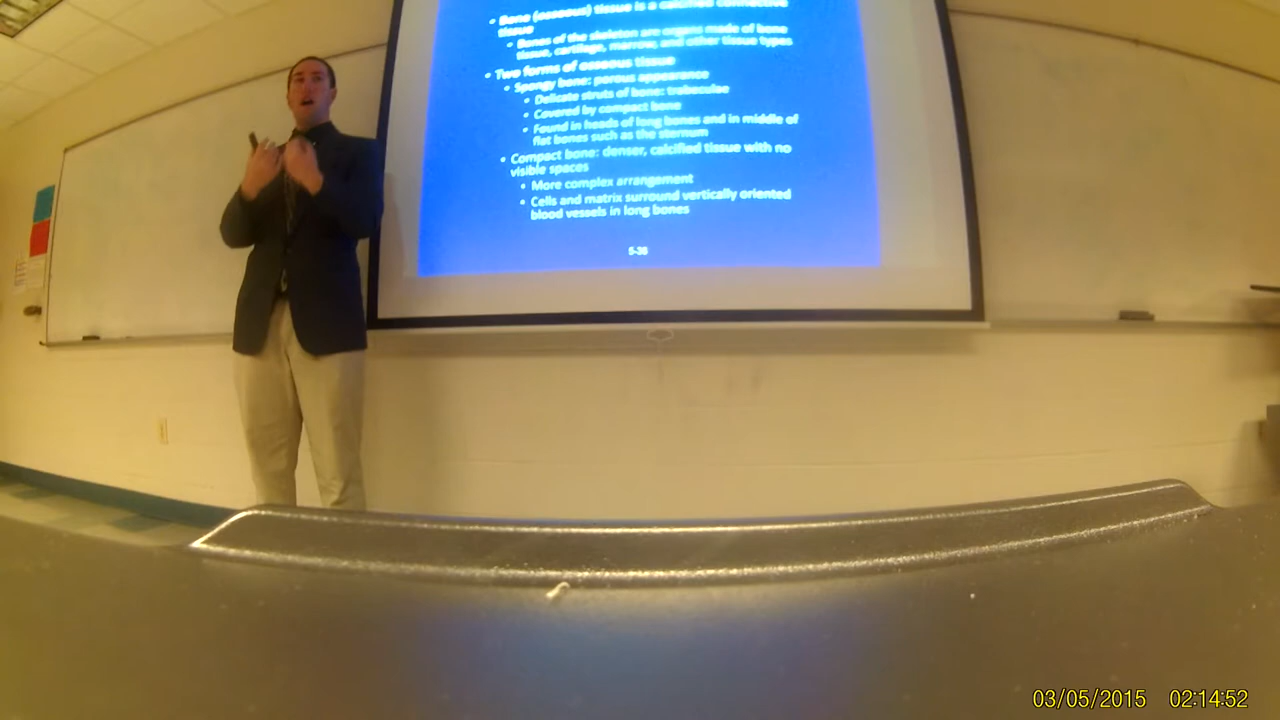 • Bone (osseous) tissue is a calcified connective
tissue
• Bones of the skeleton are organs made of bone
tissue, cartilage, marrow, and other tissue types
• Two forms of osseous tissue
• Spongy bone: porous appearance
• Delicate struts of bone: trabeculae
• Covered by compact bone
• Found in heads of long bones and in middle of
flat bones such as the sternum
• Compact bone: denser, calcified tissue with no
visible spaces
• More complex arrangement
• Cells and matrix surround vertically oriented
blood vessels in long bones
5-36
03/05/2015 02:14:52